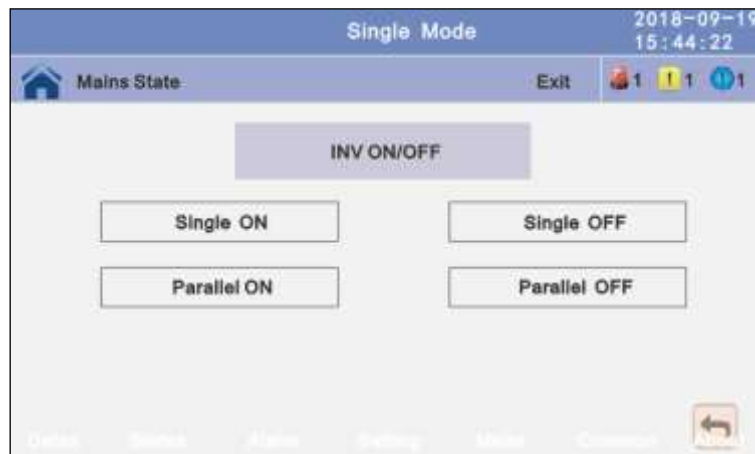 Single Mode
2018-09-19
15:44:22
Mains State
Exit
1
! 1
1
INV ON/OFF
Single ON
Single OFF
Parallel ON
Parallel OFF